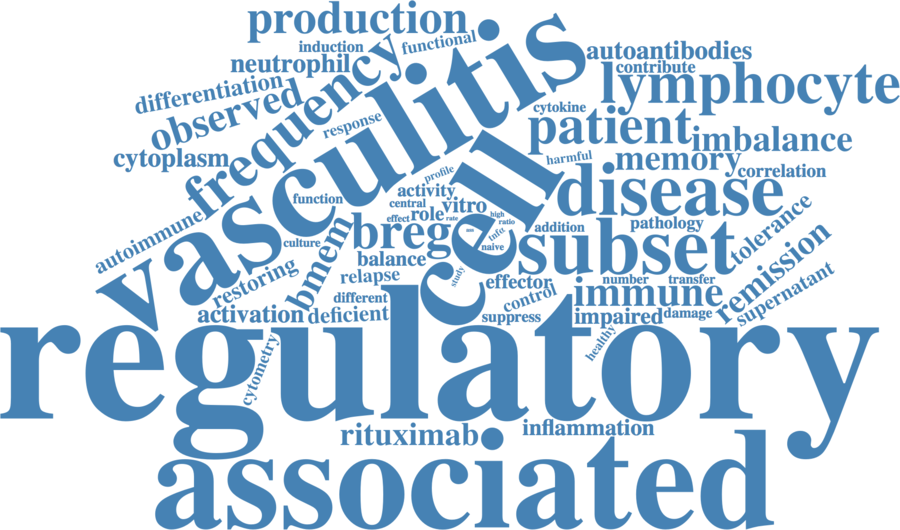 production
induction
functional
neutrophil
vasculitis
autoantibodies
contribute
differentiation
frequency
lymphocyte
observed
cytokine
response
patient
imbalance
cytoplasm
harmful
memory
correlation
profile
activity
disease
function
central
vitro
cell
effect
role
rate
high
ratio
autoimmune
culture
breg
tnfα
naive
addition
pathology
tolerance
bmem
balance
subset
restoring
relapse
study
effector
number
transfer
remission
different
control
immune
supernatant
activation
deficient
suppress
impaired
damage
regulatory
cytometry
healthy
rituximab
inflammation
associated